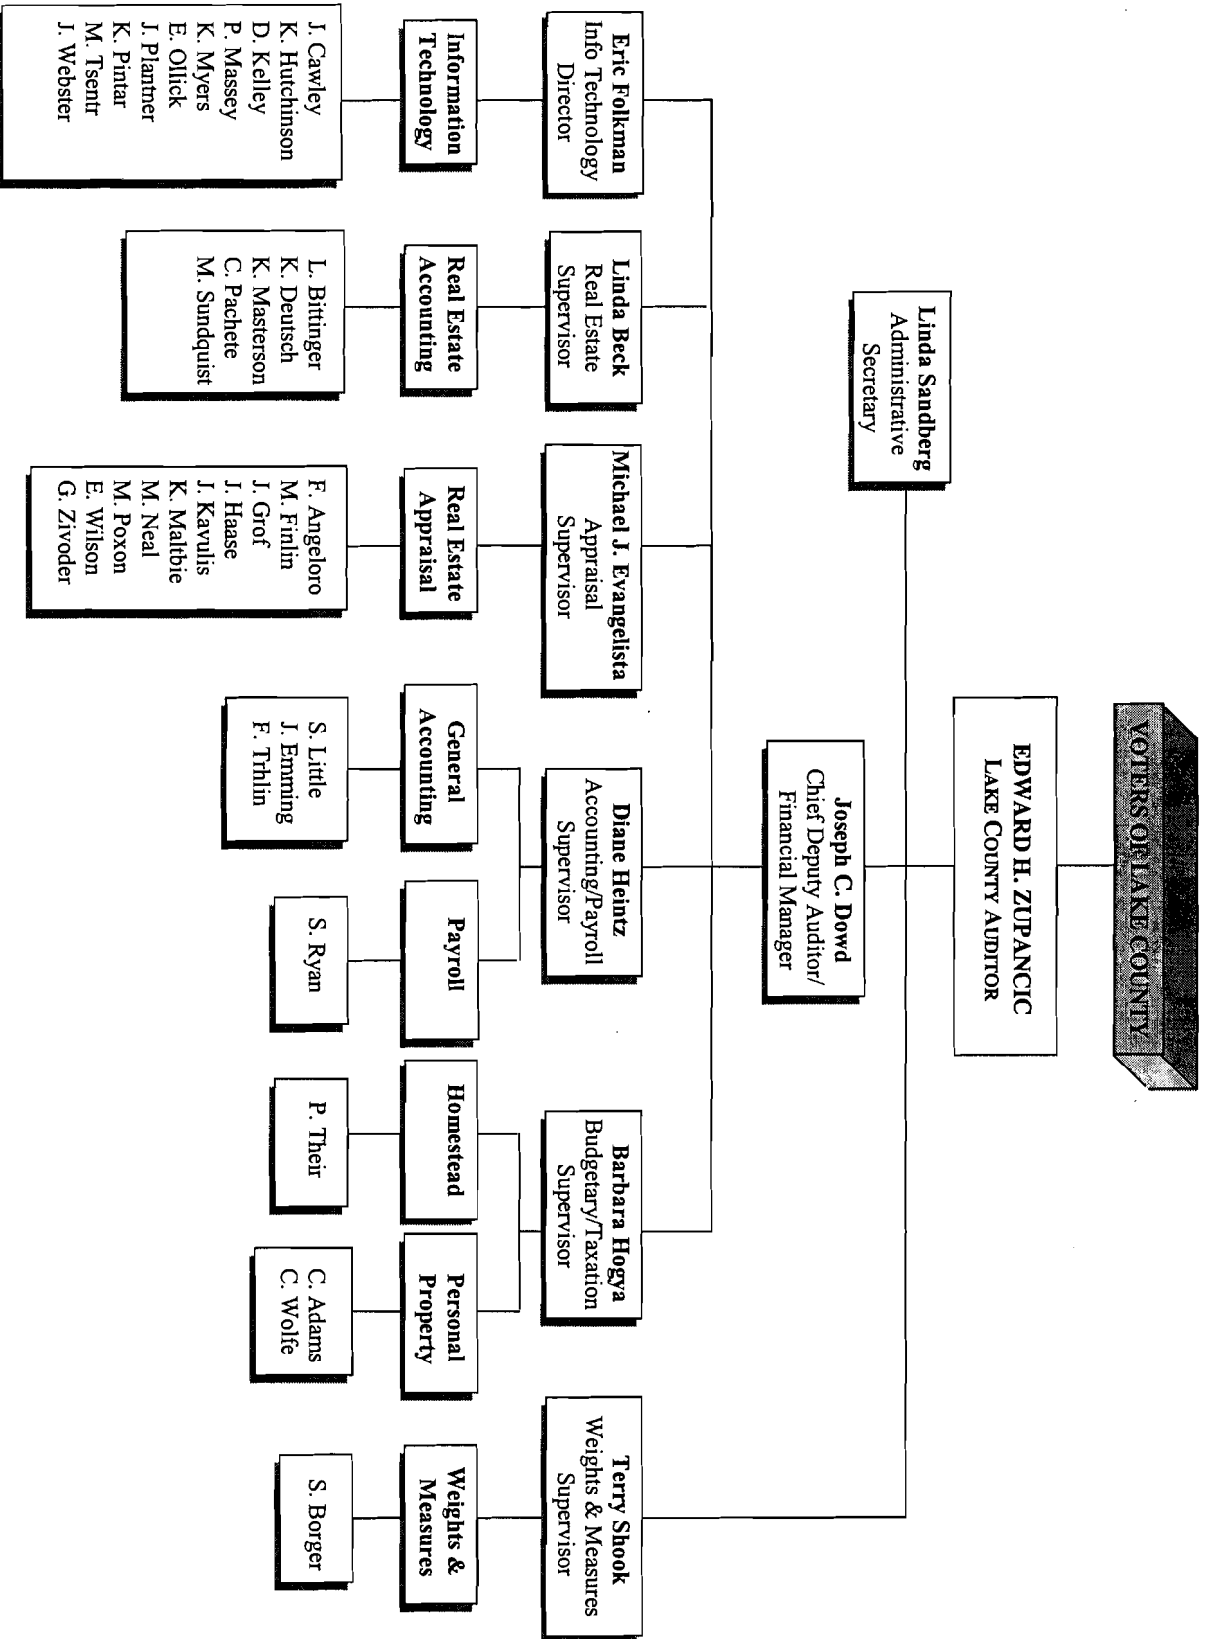 VOTERS OF LAKE COUNTY
EDWARD H. ZUPANCIC
LAKE COUNTY AUDITOR
Linda Sandberg
Administrative
Secretary
Joseph C. Dowd
Chief Deputy Auditor/
Financial Manager
Eric Folkman
Info Technology
Director
Linda Beck
Real Estate
Supervisor
Michael J. Evangelista
Appraisal
Supervisor
Diane Heintz
Accounting/Payroll
Supervisor
Barbara Hogya
Budgetary/Taxation
Supervisor
Terry Shook
Weights & Measures
Supervisor
Information
Technology
Real Estate
Accounting
Real Estate
Appraisal
General
Accounting
Payroll
Homestead
Personal
Property
Weights &
Measures
J. Cawley
K. Hutchinson
D. Kelley
P. Massey
K. Myers
E. Ollick
J. Plantner
K. Pintar
M. Tsentr
J. Webster
L. Bittinger
K. Deutsch
K. Masterson
C. Pachete
M. Sundquist
F. Angeloro
M. Finlin
J. Grof
J. Haase
J. Kavulis
K. Maltbie
M. Neal
M. Poxon
E. Wilson
G. Zivoder
S. Little
J. Emming
F. Trhlin
S. Ryan
P. Their
C. Adams
C. Wolfe
S. Borger